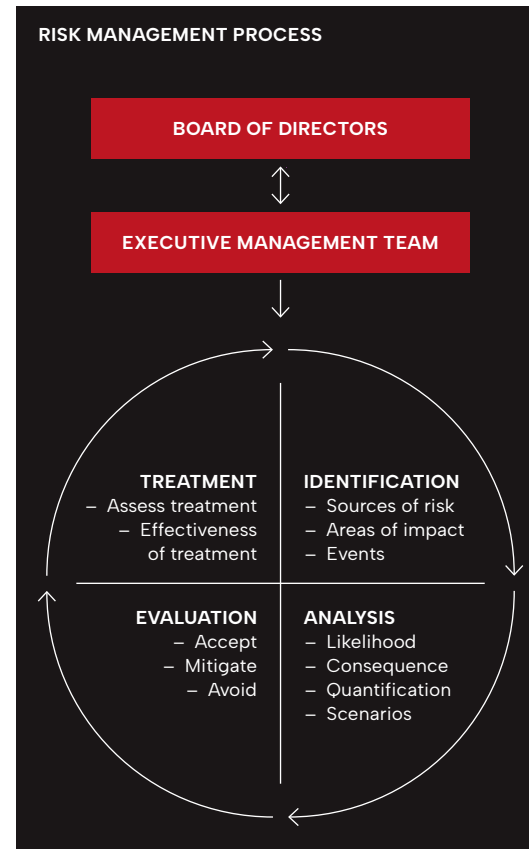 RISK MANAGEMENT PROCESS
BOARD OF DIRECTORS
EXECUTIVE MANAGEMENT TEAM
TREATMENT
– Assess treatment
– Effectiveness
of treatment
IDENTIFICATION
– Sources of risk
– Areas of impact
– Events
EVALUATION
– Accept
– Mitigate
– Avoid
ANALYSIS
– Likelihood
– Consequence
– Quantification
– Scenarios